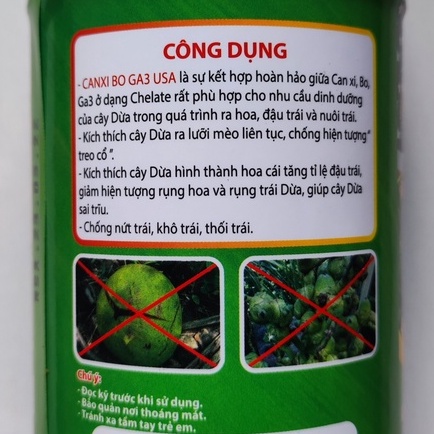 CÔNG DỤNG
- CANXI BO GA3 USA là sự kết hợp hoàn hảo giữa Can xi, Bo,
Ga3 ở dạng Chelate rất phù hợp cho nhu cầu dinh dưỡng
của cây Dừa trong quá trình ra hoa, đậu trái và nuôi trái.
- Kích thích cây Dừa ra lưỡi mèo liên tục, chống hiện tượng “
treo cổ ”.
- Kích thích cây Dừa hình thành hoa cái tăng tỉ lệ đậu trái,
giảm hiện tượng rụng hoa và rụng trái Dừa, giúp cây Dừa
sai trĩu.
- Chống nứt trái, khô trái, thối trái.
Chú ý:
- Đọc kỹ trước khi sử dụng.
- Bảo quản nơi thoáng mát.
- Tránh xa tầm tay trẻ em.